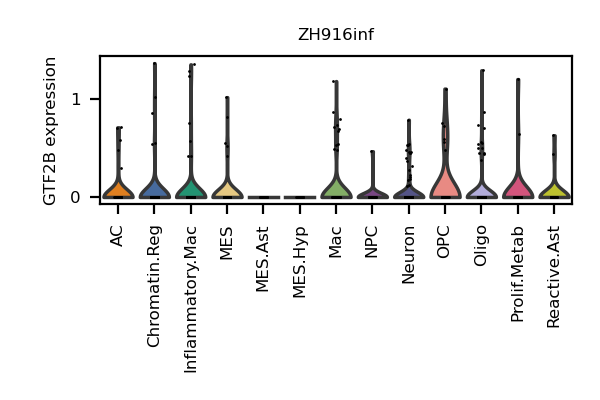 ZH916inf
GTF2B expression
1
0
AC
Chromatin.Reg
Inflammatory.Mac
MES
MES.Ast
MES.Hyp
Mac
NPC
Neuron
OPC
Oligo
Prolif.Metab
Reactive.Ast